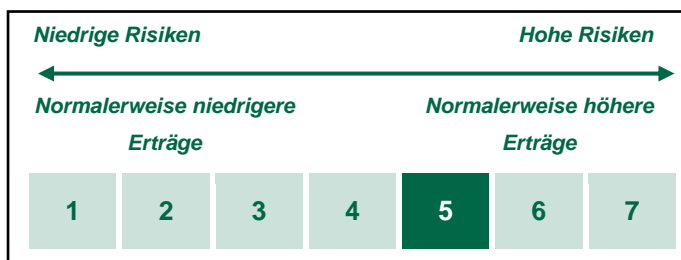 Niedrige Risiken Hohe Risiken
Normalerweise niedrigere Normalerweise höhere
Erträge Erträge
1 2 3 4 5 6 7